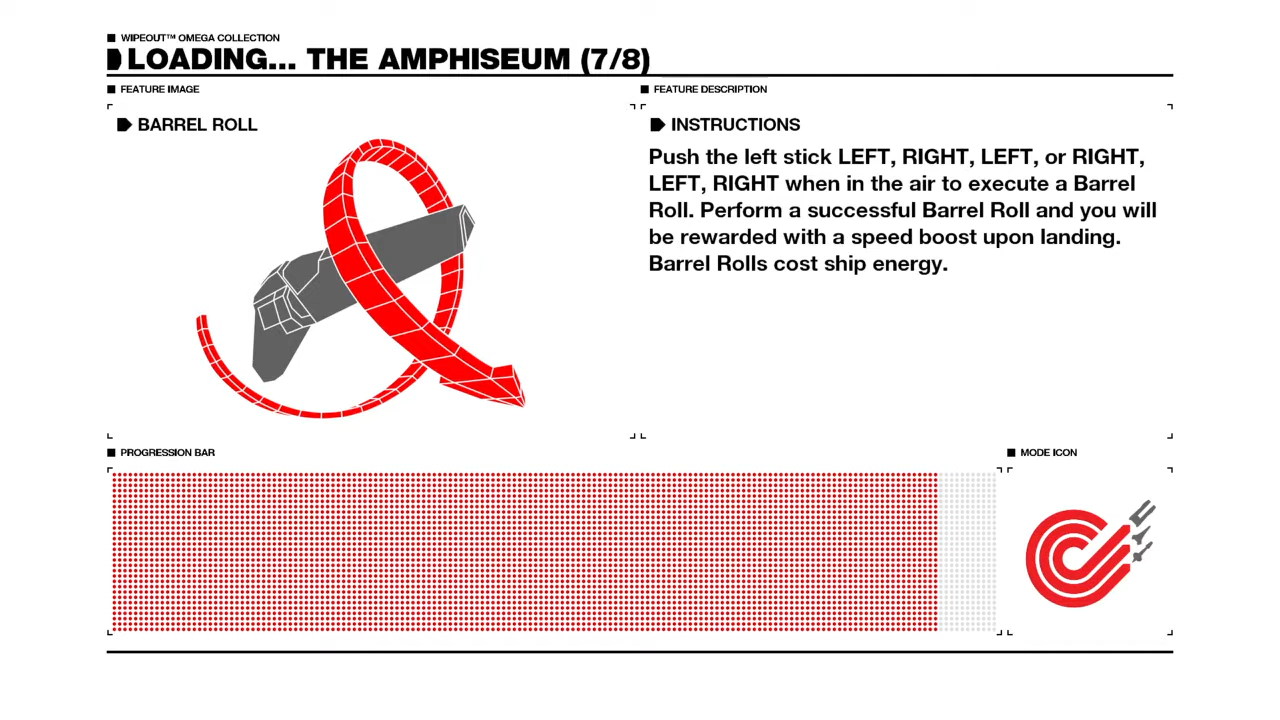 WIPEOUT™ OMEGA COLLECTION
LOADING... THE AMPHISEUM (7/8)
FEATURE IMAGE
FEATURE DESCRIPTION
BARREL ROLL
INSTRUCTIONS
Push the left stick LEFT, RIGHT, LEFT, or RIGHT,
LEFT, RIGHT when in the air to execute a Barrel
Roll. Perform a successful Barrel Roll and you will
be rewarded with a speed boost upon landing.
Barrel Rolls cost ship energy.
PROGRESSION BAR
MODE ICON